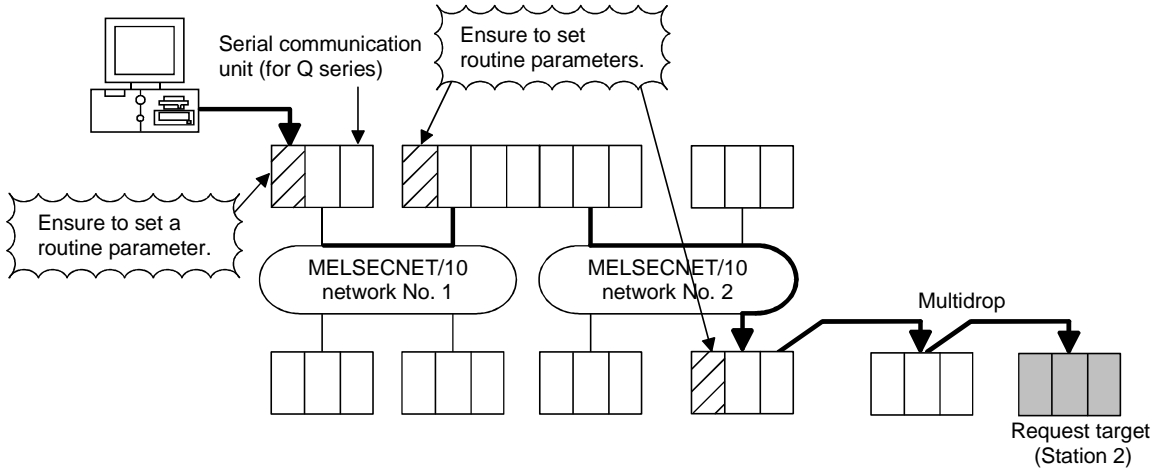 Serial communication
unit (for Q series)
Ensure to set
routine parameters.
Ensure to set a
routine parameter.
MELSECNET/10
network No. 1
MELSECNET/10
network No. 2
Multidrop
Request target
(Station 2)